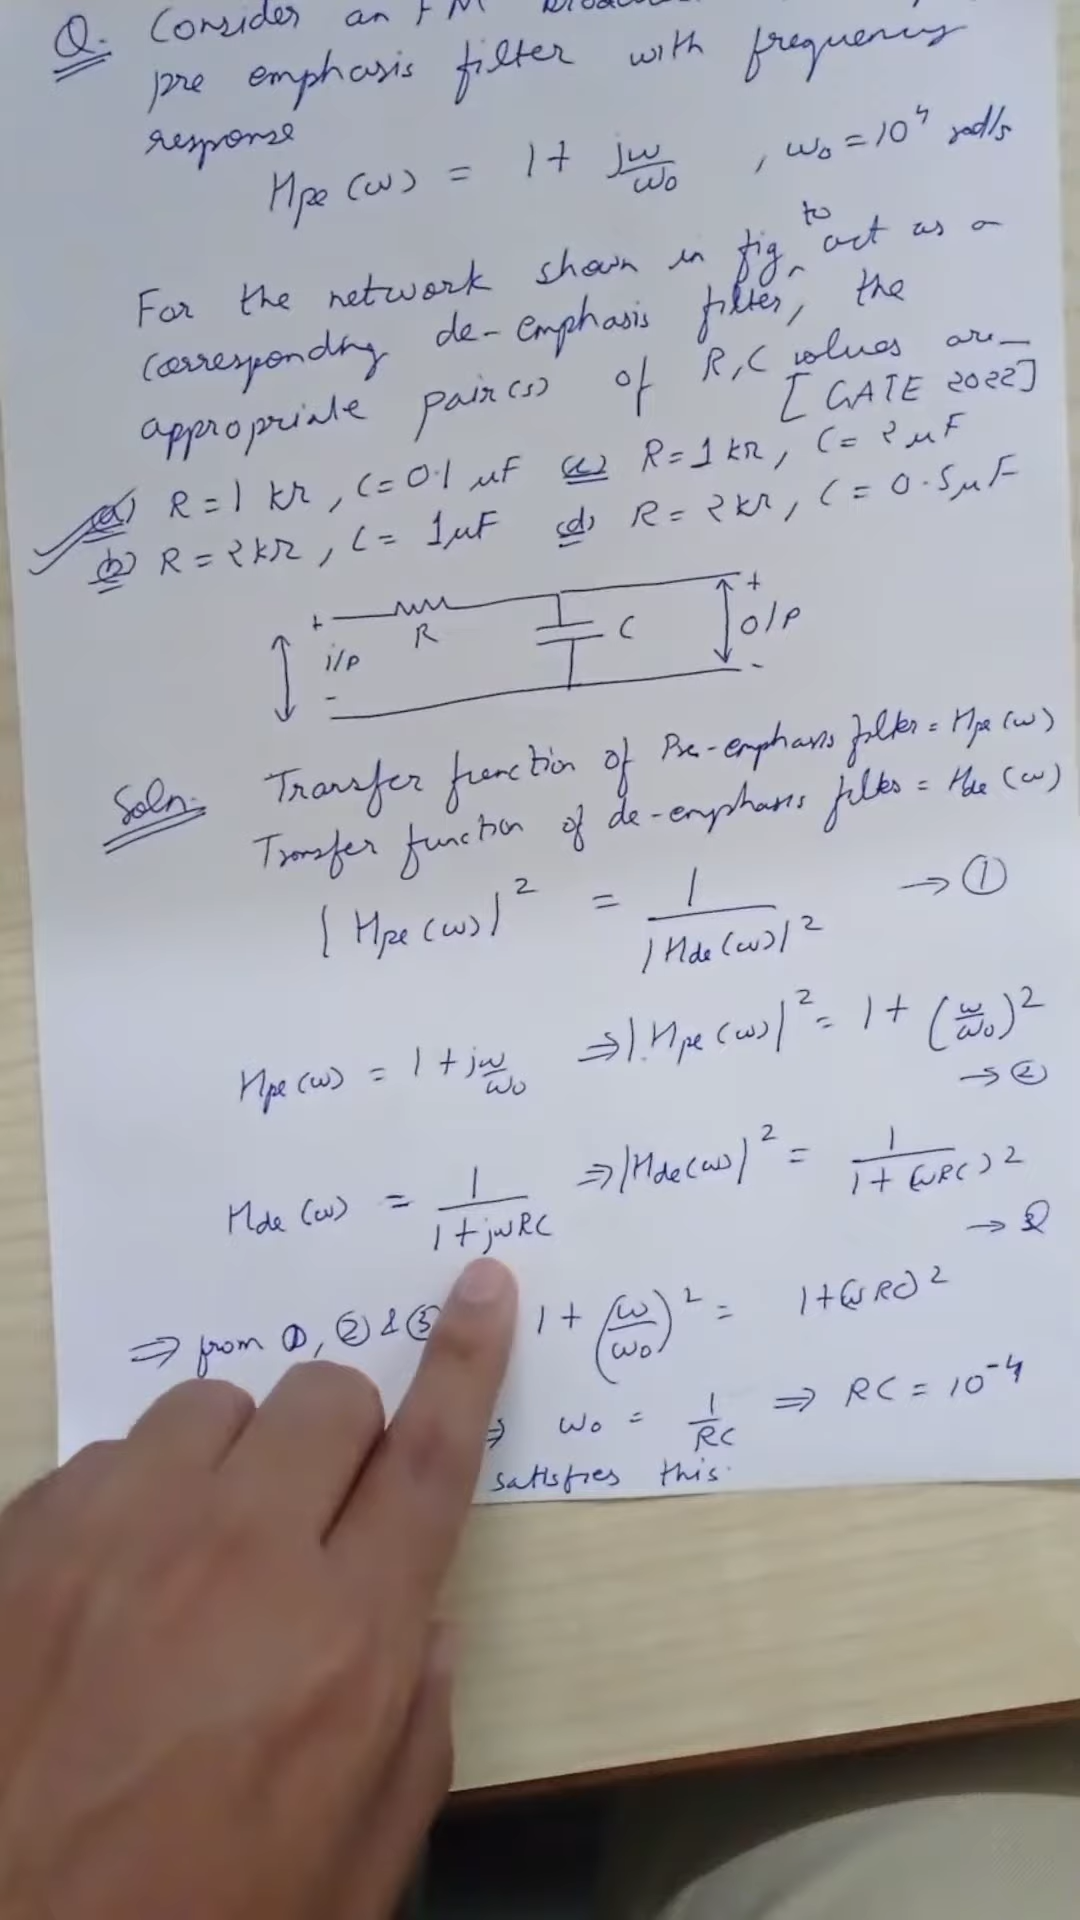 Q. Consider an FM
pre emphasis filter with frequency
response
Hpe (ω) = 1 + jω/ω0 , ω0 = 10^4 rad/s
For the network shown in fig, to act as a
corresponding de-emphasis filter, the
appropriate pair(s) of R,C values are_
[GATE 2022]
(a) R = 1 kΩ, C = 0.1 μF (c) R = 1 kΩ, C = 2 μF
(b) R = 2 kΩ, C = 1 μF (d) R = 2 kΩ, C = 0.5 μF
+ R + C
i/p O/P
- -
Soln. Transfer function of Pre-emphasis filter = Hpe (ω)
Transfer function of de-emphasis filter = Hde (ω)
|Hpe (ω)|^2 = 1/|Hde (ω)|^2 → ①
Hpe (ω) = 1 + jω/ω0 ⇒ |Hpe (ω)|^2 = 1 + (ω/ω0)^2
→ ②
Hde (ω) = 1/(1 + jωRC) ⇒ |Hde (ω)|^2 = 1/(1 + (ωRC)^2)
→ ③
⇒ from ①, ② & ③ 1 + (ω/ω0)^2 = 1 + (ωRC)^2
⇒ ω0 = 1/RC ⇒ RC = 10^-4
satisfies this.